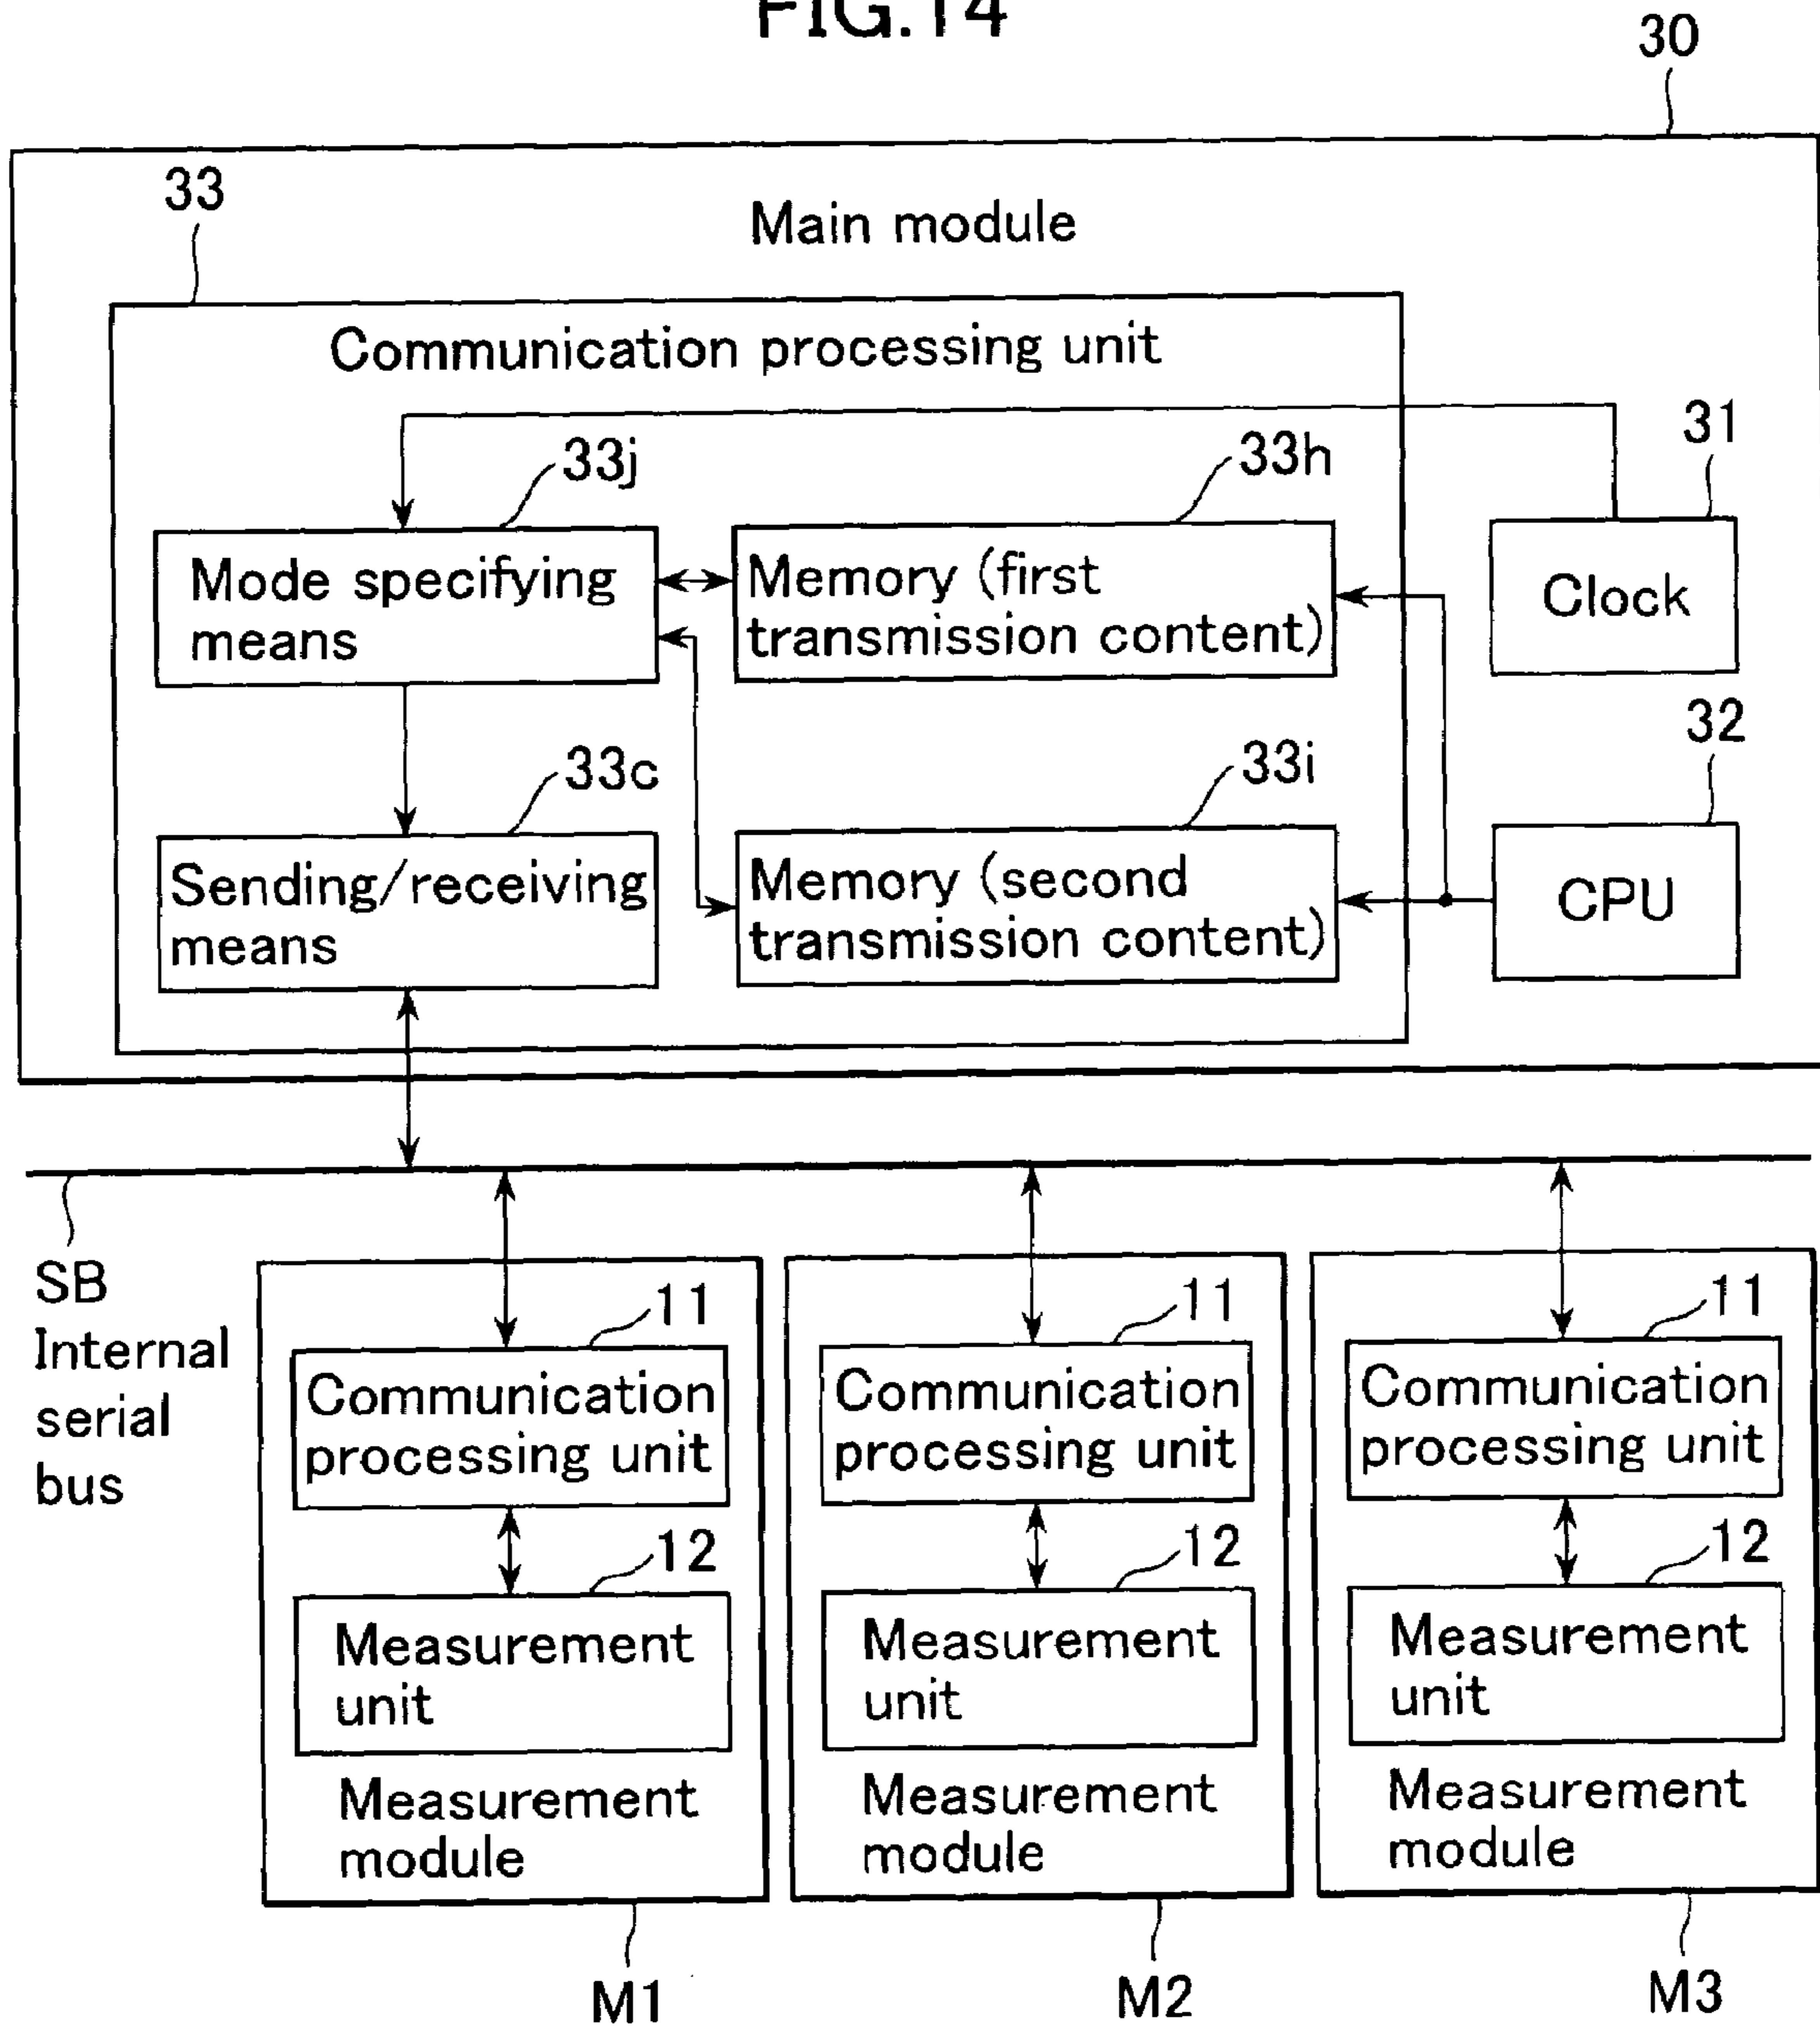 FIG.14
30
33
Main module
Communication processing unit
31
33j
33h
Mode specifying
means
Memory (first
transmission content)
Clock
32
33c
33i
Sending/receiving
means
Memory (second
transmission content)
CPU
SB
Internal
serial
bus
11
Communication
processing unit
12
Measurement
unit
Measurement
module
M1
11
Communication
processing unit
12
Measurement
unit
Measurement
module
M2
11
Communication
processing unit
12
Measurement
unit
Measurement
module
M3